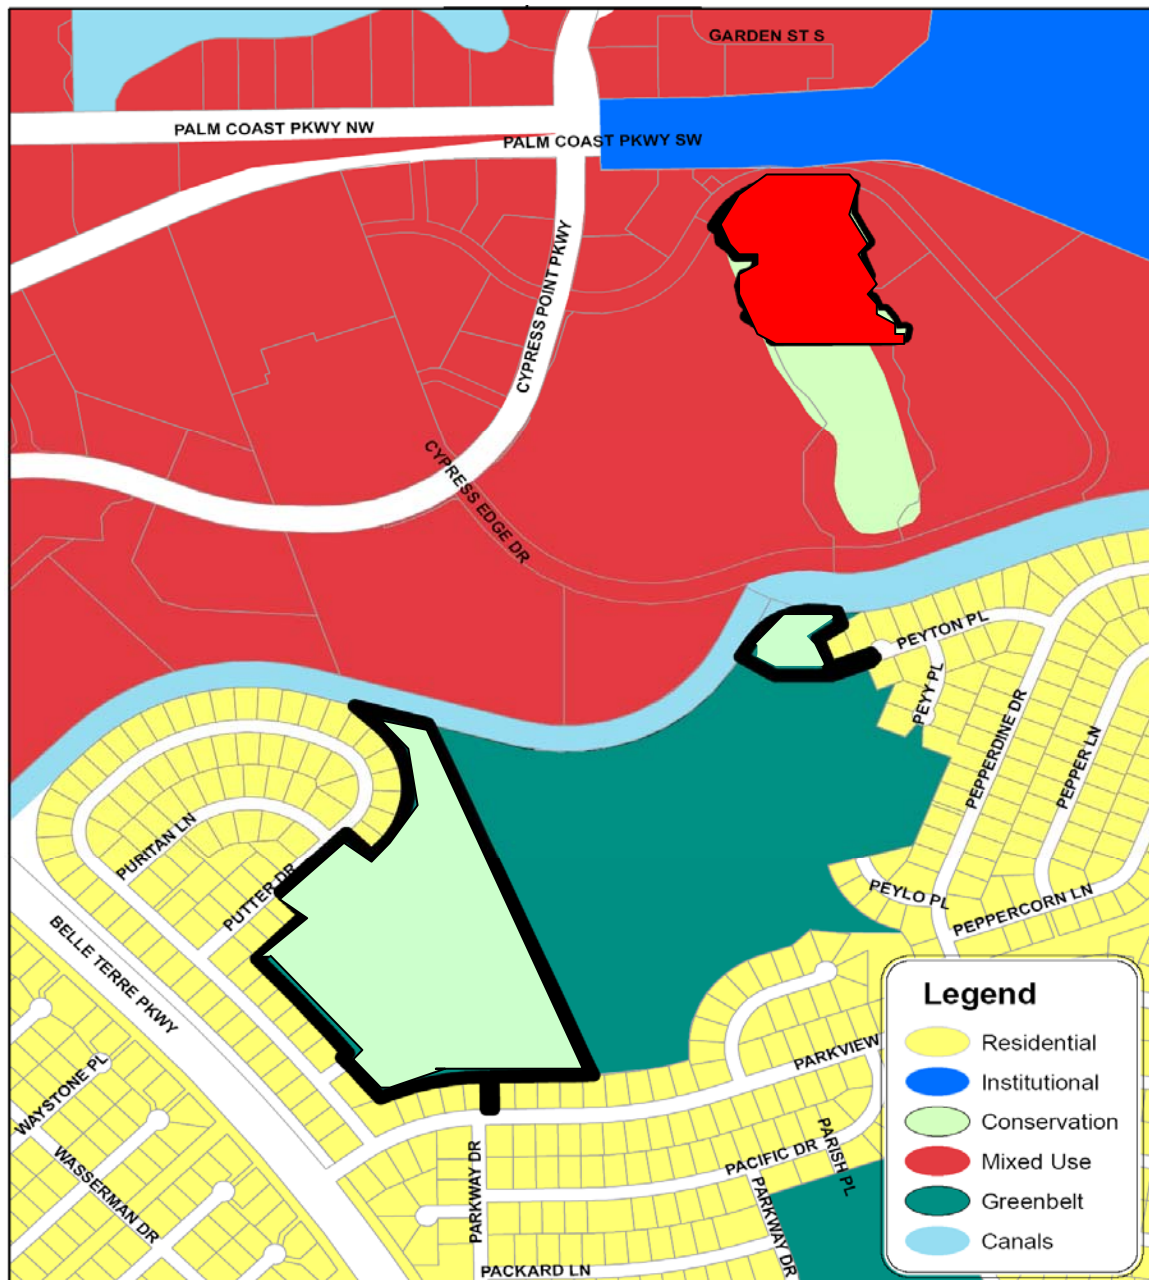 GARDEN ST S
PALM COAST PKWY NW
PALM COAST PKWY SW
CYPRESS POINT PKWY
CYPRESS EDGE DR
PEYTON PL
PEYY PL
PEPPERDINE DR
PEPPER LN
PURITAN LN
PUTTER DR
PEYLO PL
PEPPERCORN LN
BELLE TERRE PKWY
PARKVIEW
WAYSTONE PL
WASSERMAN DR
PARKWAY DR
PACIFIC DR
PARISH PL
PARKWAY DR
PACKARD LN
Legend
Residential
Institutional
Conservation
Mixed Use
Greenbelt
Canals